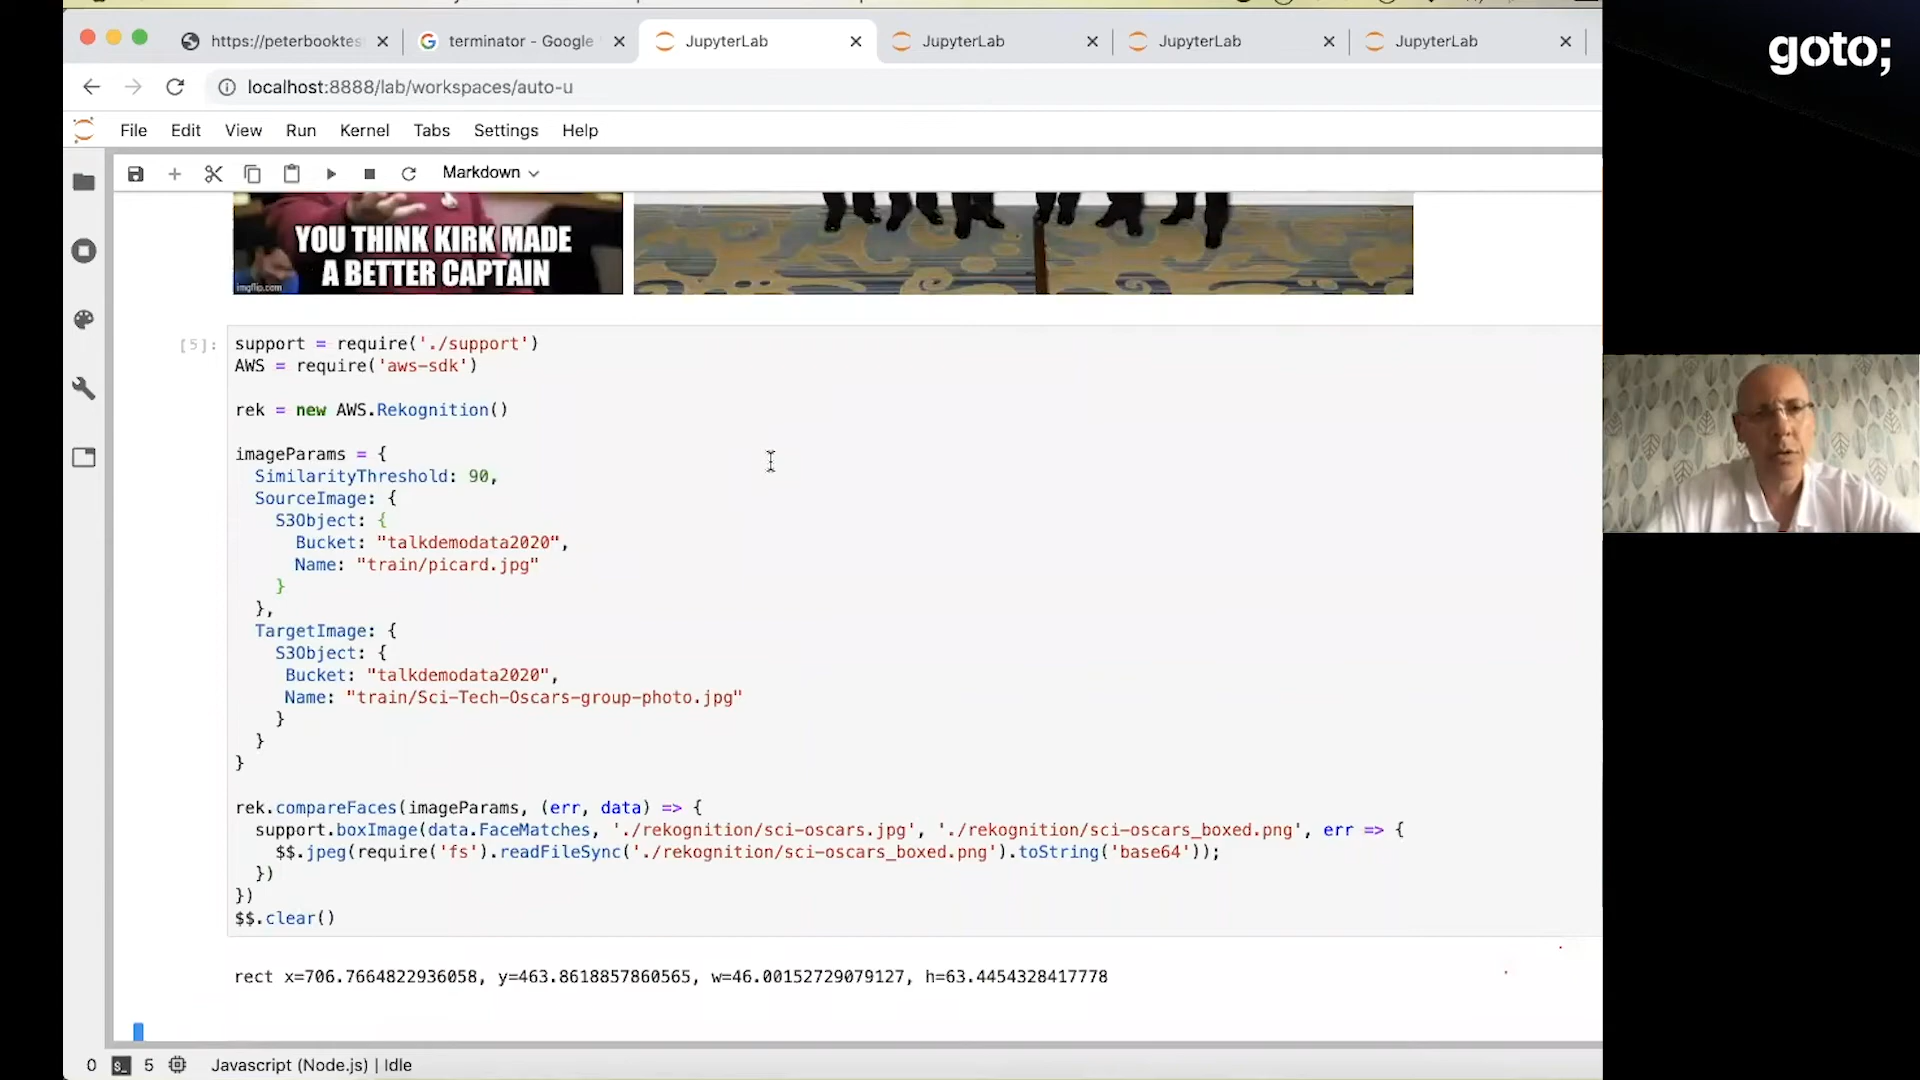 https://peterbooktes
terminator - Google
JupyterLab
JupyterLab
JupyterLab
JupyterLab
goto;
localhost:8888/lab/workspaces/auto-u
File Edit View Run Kernel Tabs Settings Help
Markdown
YOU THINK KIRK MADE
A BETTER CAPTAIN
imgflip.com
[5]:
support = require('./support')
AWS = require('aws-sdk')
rek = new AWS.Rekognition()
imageParams = {
SimilarityThreshold: 90,
SourceImage: {
S3Object: {
Bucket: "talkdemodata2020",
Name: "train/picard.jpg"
}
},
TargetImage: {
S3Object: {
Bucket: "talkdemodata2020",
Name: "train/Sci-Tech-Oscars-group-photo.jpg"
}
}
}
rek.compareFaces(imageParams, (err, data) => {
support.boxImage(data.FaceMatches, './rekognition/sci-oscars.jpg', './rekognition/sci-oscars_boxed.png', err => {
$$.jpeg(require('fs').readFileSync('./rekognition/sci-oscars_boxed.png').toString('base64'));
})
})
$$.clear()
rect x=706.7664822936058, y=463.8618857860565, w=46.00152729079127, h=63.4454328417778
0 $_ 5 Javascript (Node.js) | Idle